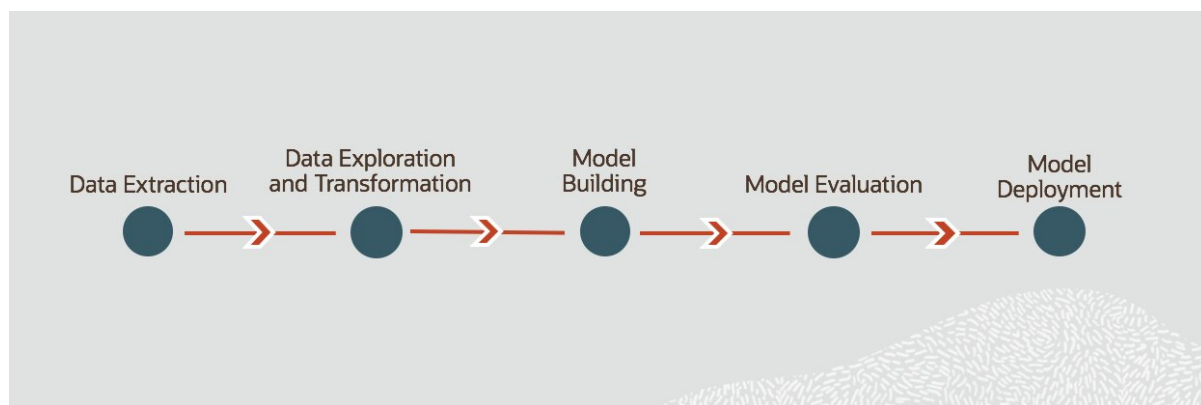 Data Extraction
Data Exploration
and Transformation
Model
Building
Model Evaluation
Model
Deployment